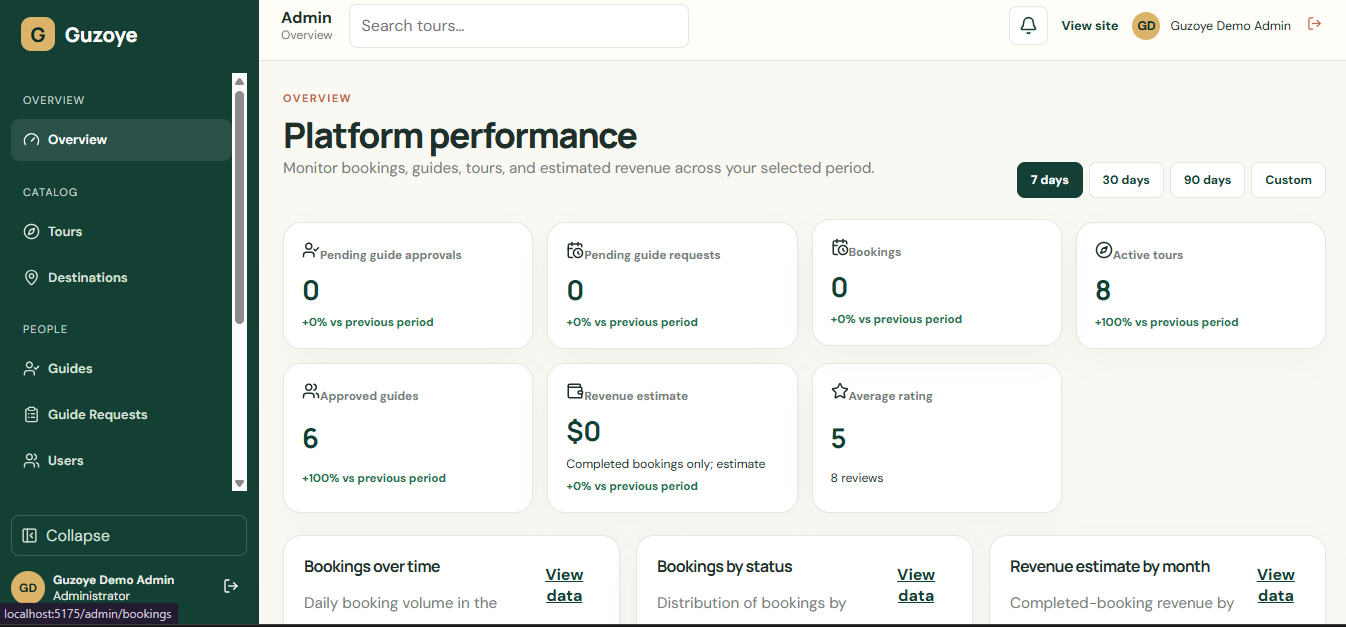 G Guzoye
OVERVIEW
Overview
CATALOG
Tours
Destinations
PEOPLE
Guides
Guide Requests
Users
Collapse
GD
Guzoye Demo Admin
Administrator
localhost:5175/admin/bookings
Admin
Overview
Search tours...
View site
GD
Guzoye Demo Admin
OVERVIEW
Platform performance
Monitor bookings, guides, tours, and estimated revenue across your selected period.
7 days
30 days
90 days
Custom
Pending guide approvals
0
+0% vs previous period
Pending guide requests
0
+0% vs previous period
Bookings
0
+0% vs previous period
Active tours
8
+100% vs previous period
Approved guides
6
+100% vs previous period
Revenue estimate
$0
Completed bookings only; estimate
+0% vs previous period
Average rating
5
8 reviews
Bookings over time
Daily booking volume in the
View
data
Bookings by status
Distribution of bookings by
View
data
Revenue estimate by month
Completed-booking revenue by
View
data